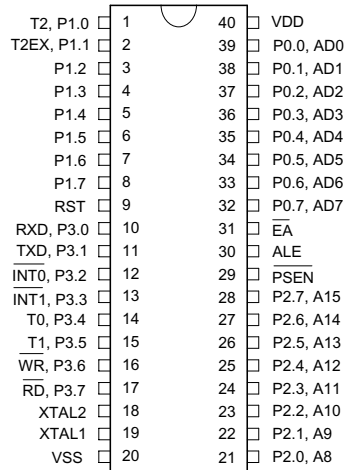 T2, P1.0 1 40 VDD
T2EX, P1.1 2 39 P0.0, AD0
P1.2 3 38 P0.1, AD1
P1.3 4 37 P0.2, AD2
P1.4 5 36 P0.3, AD3
P1.5 6 35 P0.4, AD4
P1.6 7 34 P0.5, AD5
P1.7 8 33 P0.6, AD6
RST 9 32 P0.7, AD7
RXD, P3.0 10 31 EA
TXD, P3.1 11 30 ALE
INT0, P3.2 12 29 PSEN
INT1, P3.3 13 28 P2.7, A15
T0, P3.4 14 27 P2.6, A14
T1, P3.5 15 26 P2.5, A13
WR, P3.6 16 25 P2.4, A12
RD, P3.7 17 24 P2.3, A11
XTAL2 18 23 P2.2, A10
XTAL1 19 22 P2.1, A9
VSS 20 21 P2.0, A8